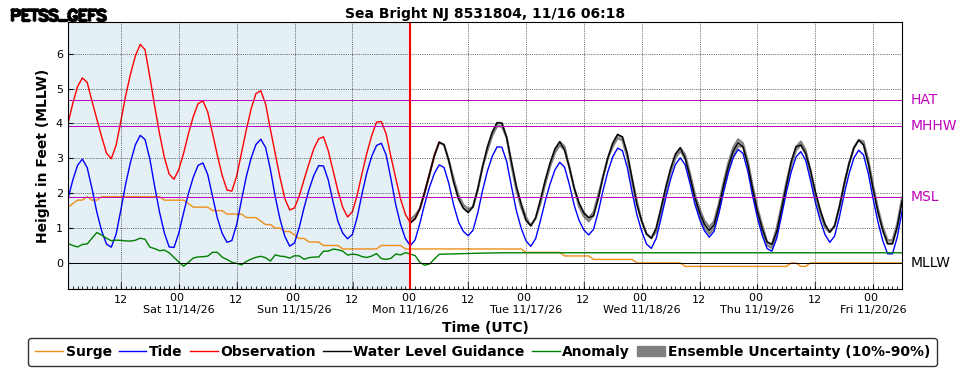 PETSS_GEFS
Sea Bright NJ 8531804, 11/16 06:18
Height in Feet (MLLW)
6
5
4
3
2
1
0
HAT
MHHW
MSL
MLLW
12 00 12 00 12 00 12 00 12 00 12 00 12 00
Sat 11/14/26 Sun 11/15/26 Mon 11/16/26 Tue 11/17/26 Wed 11/18/26 Thu 11/19/26 Fri 11/20/26
Time (UTC)
Surge Tide Observation Water Level Guidance Anomaly Ensemble Uncertainty (10%-90%)